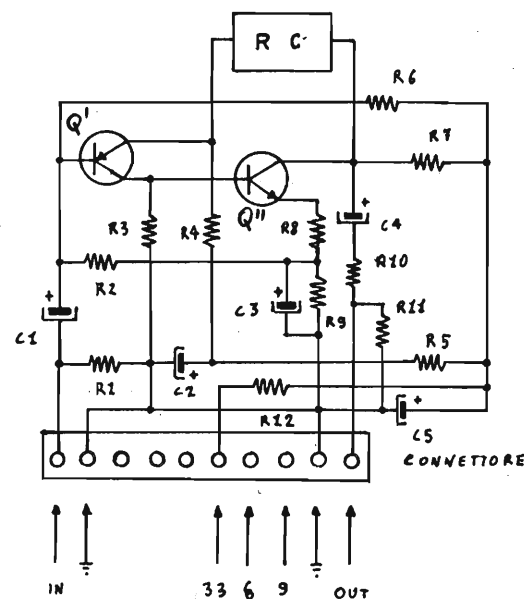 R C
R6
Q'
R7
Q"
R3
R4
R8
C4
R10
R2
C3
R9
R11
C1
R5
R1
C2
R12
C5
CONNETTORE
IN
33
6
9
OUT